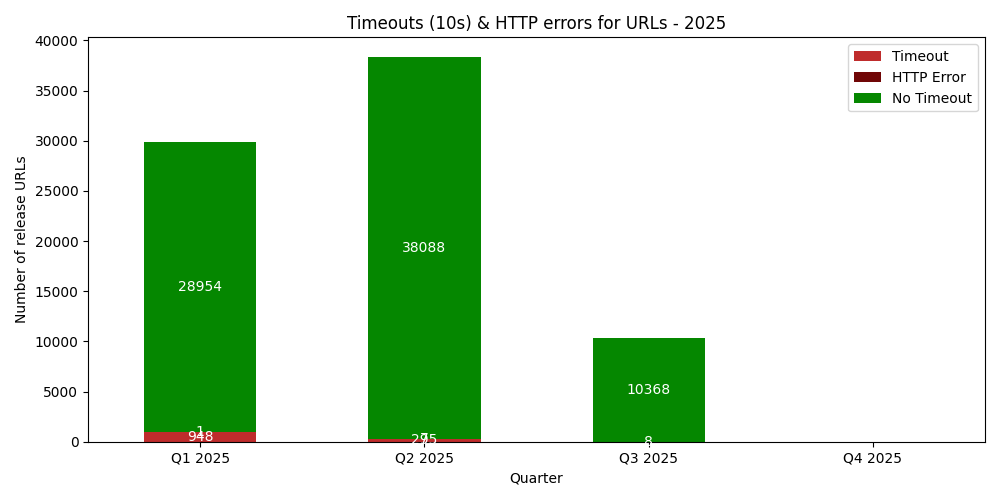 Timeouts (10s) & HTTP errors for URLs - 2025
Number of release URLs
40000
35000
30000
25000
20000
15000
10000
5000
0
Timeout
HTTP Error
No Timeout
28954
1
948
38088
295
10368
8
Q1 2025
Q2 2025
Q3 2025
Q4 2025
Quarter